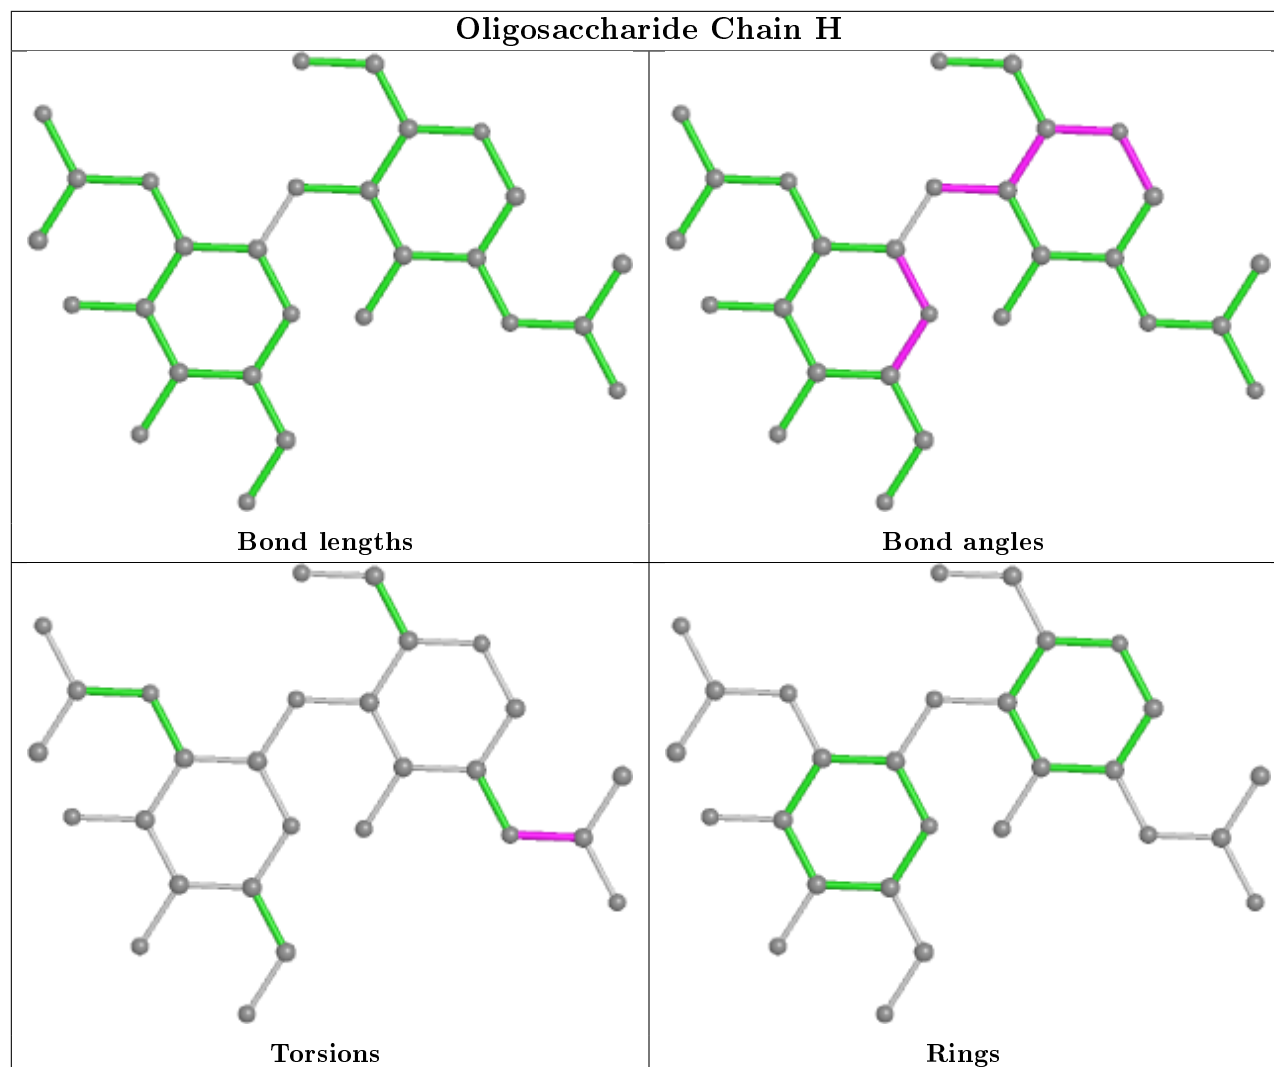 Oligosaccharide Chain H
Bond lengths
Bond angles
Torsions
Rings